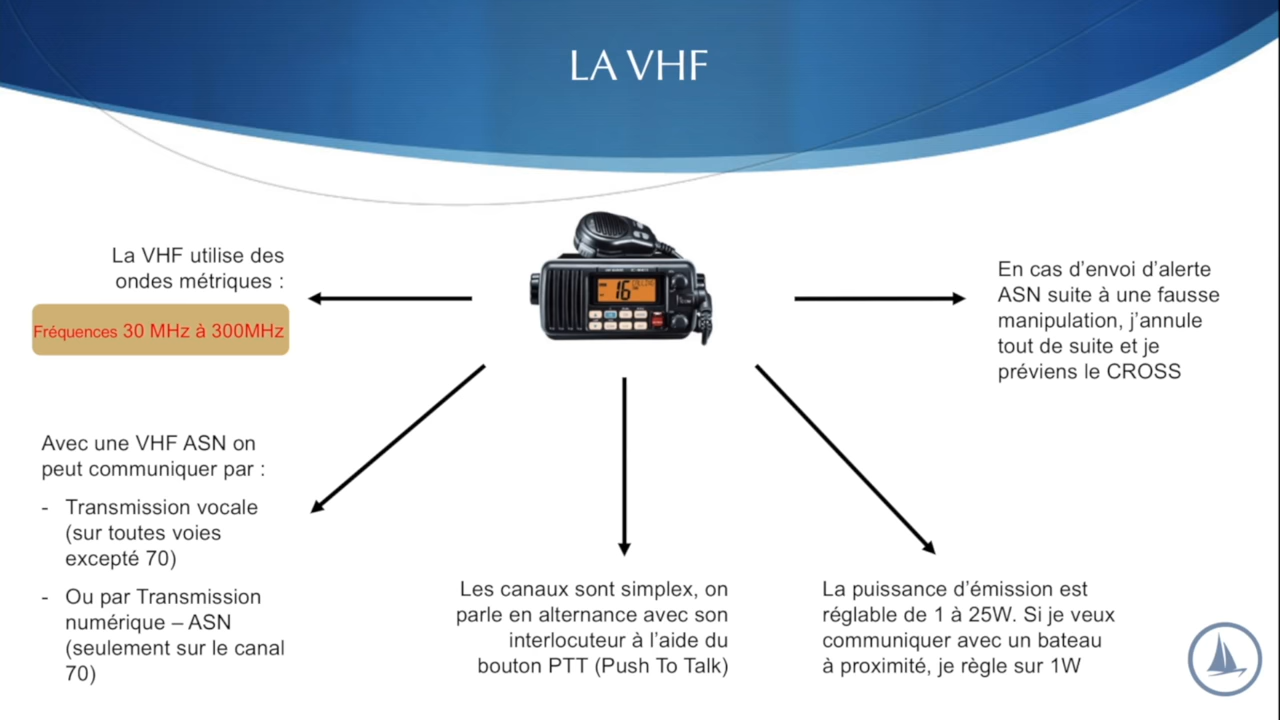 LA VHF
La VHF utilise des
ondes métriques :
Fréquences 30 MHz à 300MHz
16
En cas d’envoi d’alerte
ASN suite à une fausse
manipulation, j’annule
tout de suite et je
préviens le CROSS
Avec une VHF ASN on
peut communiquer par :
- Transmission vocale
(sur toutes voies
excepté 70)
- Ou par Transmission
numérique – ASN
(seulement sur le canal
70)
Les canaux sont simplex, on
parle en alternance avec son
interlocuteur à l’aide du
bouton PTT (Push To Talk)
La puissance d’émission est
réglable de 1 à 25W. Si je veux
communiquer avec un bateau
à proximité, je règle sur 1W